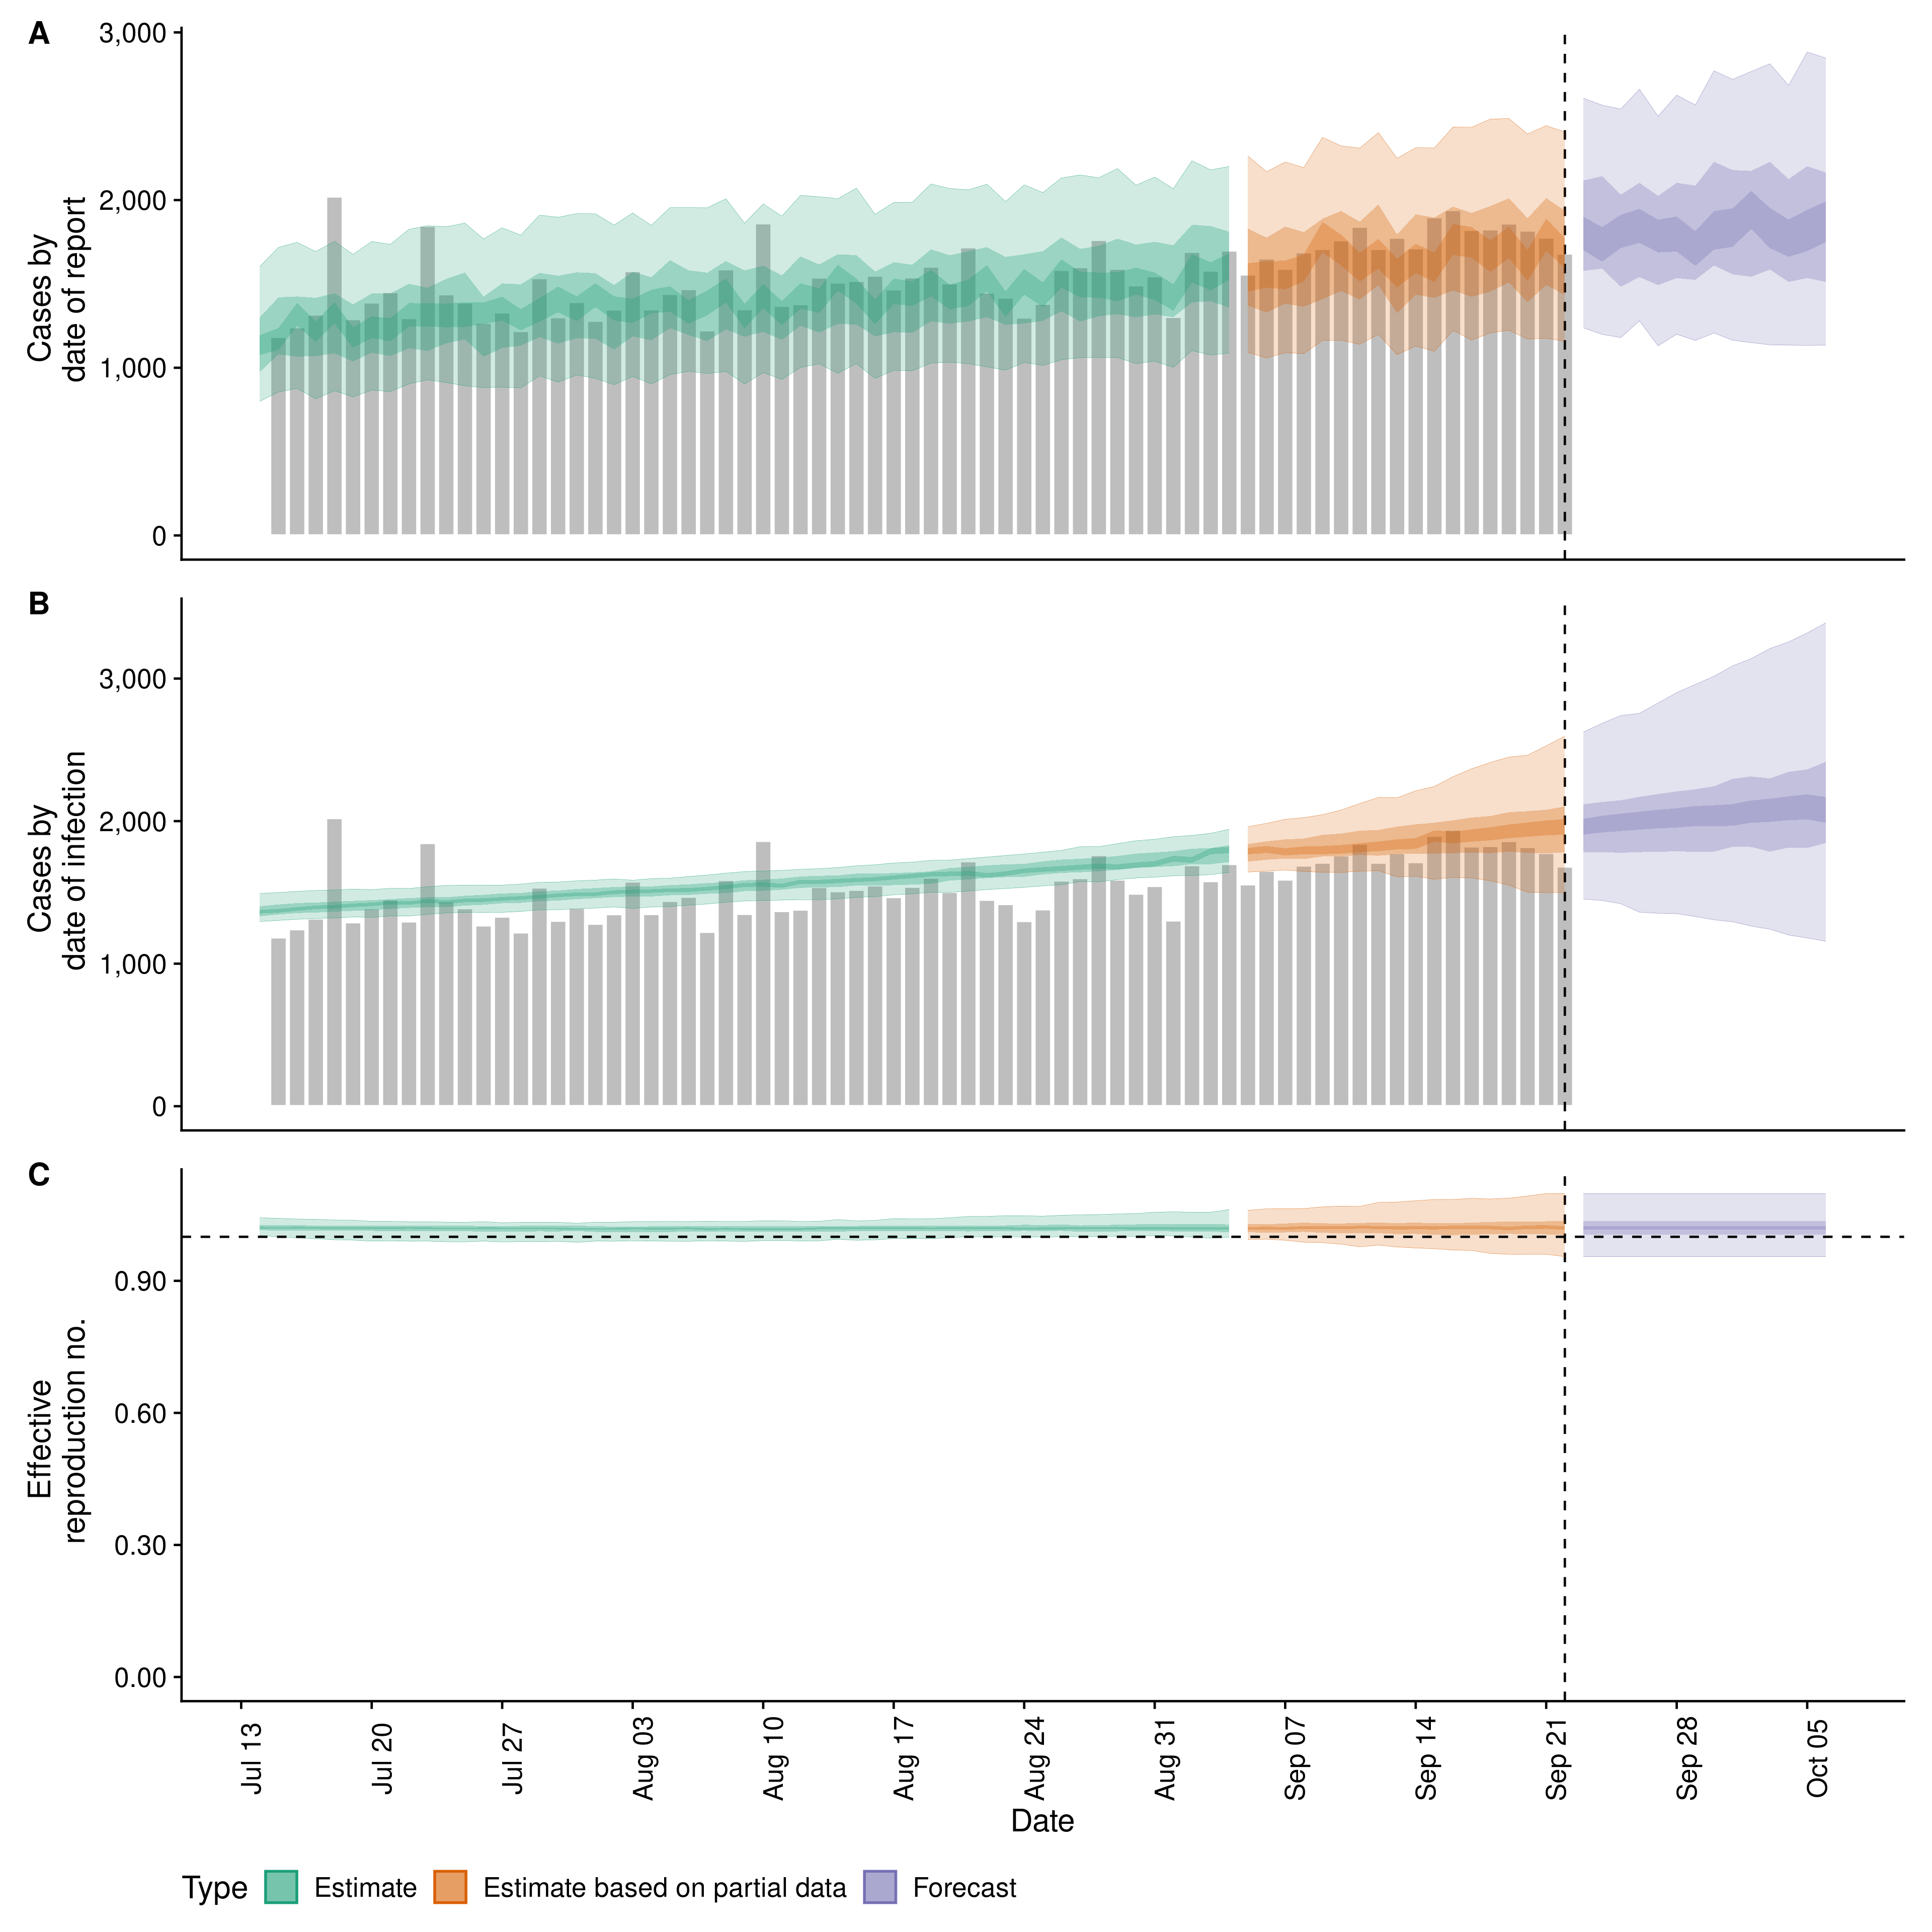 A
3,000
2,000
1,000
0
Cases by
date of report
B
3,000
2,000
1,000
0
Cases by
date of infection
C
0.90
0.60
0.30
0.00
Effective
reproduction no.
Jul 13
Jul 20
Jul 27
Aug 03
Aug 10
Aug 17
Aug 24
Aug 31
Sep 07
Sep 14
Sep 21
Sep 28
Oct 05
Date
Type Estimate Estimate based on partial data Forecast